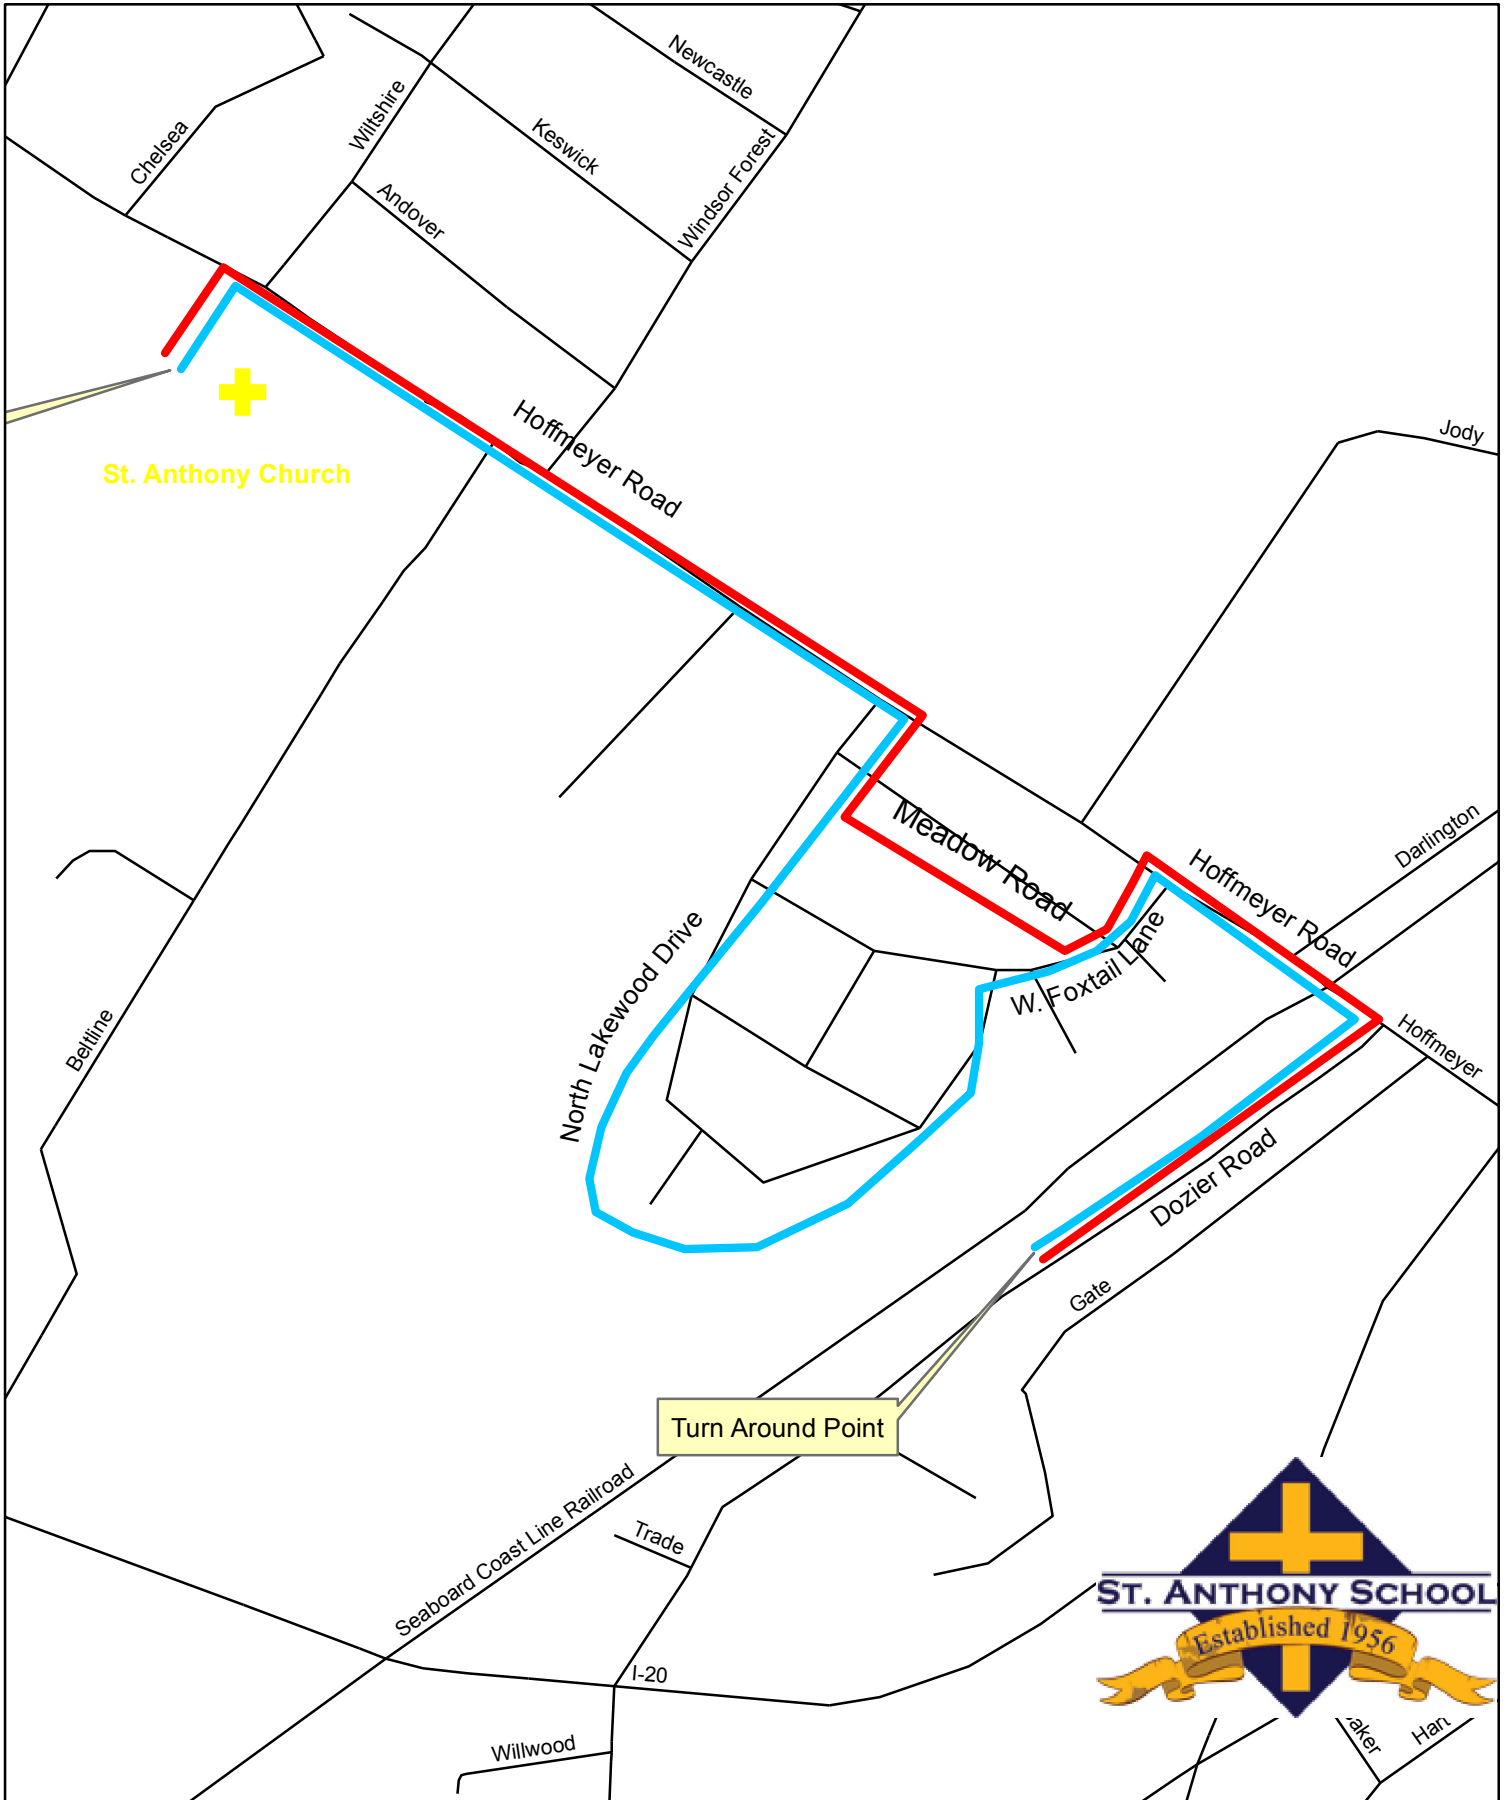 Newcastle
Wiltshire
Keswick
Chelsea
Windsor Forest
Andover
Hoffmeyer Road
Jody
St. Anthony Church
Meadow Road
Darlington
Hoffmeyer Road
North Lakewood Drive
W. Foxtail Lane
Beltline
Hoffmeyer
Dozier Road
Gate
Turn Around Point
Seaboard Coast Line Railroad
Trade
ST. ANTHONY SCHOOL
Established 1956
I-20
Willwood
aker
Hart